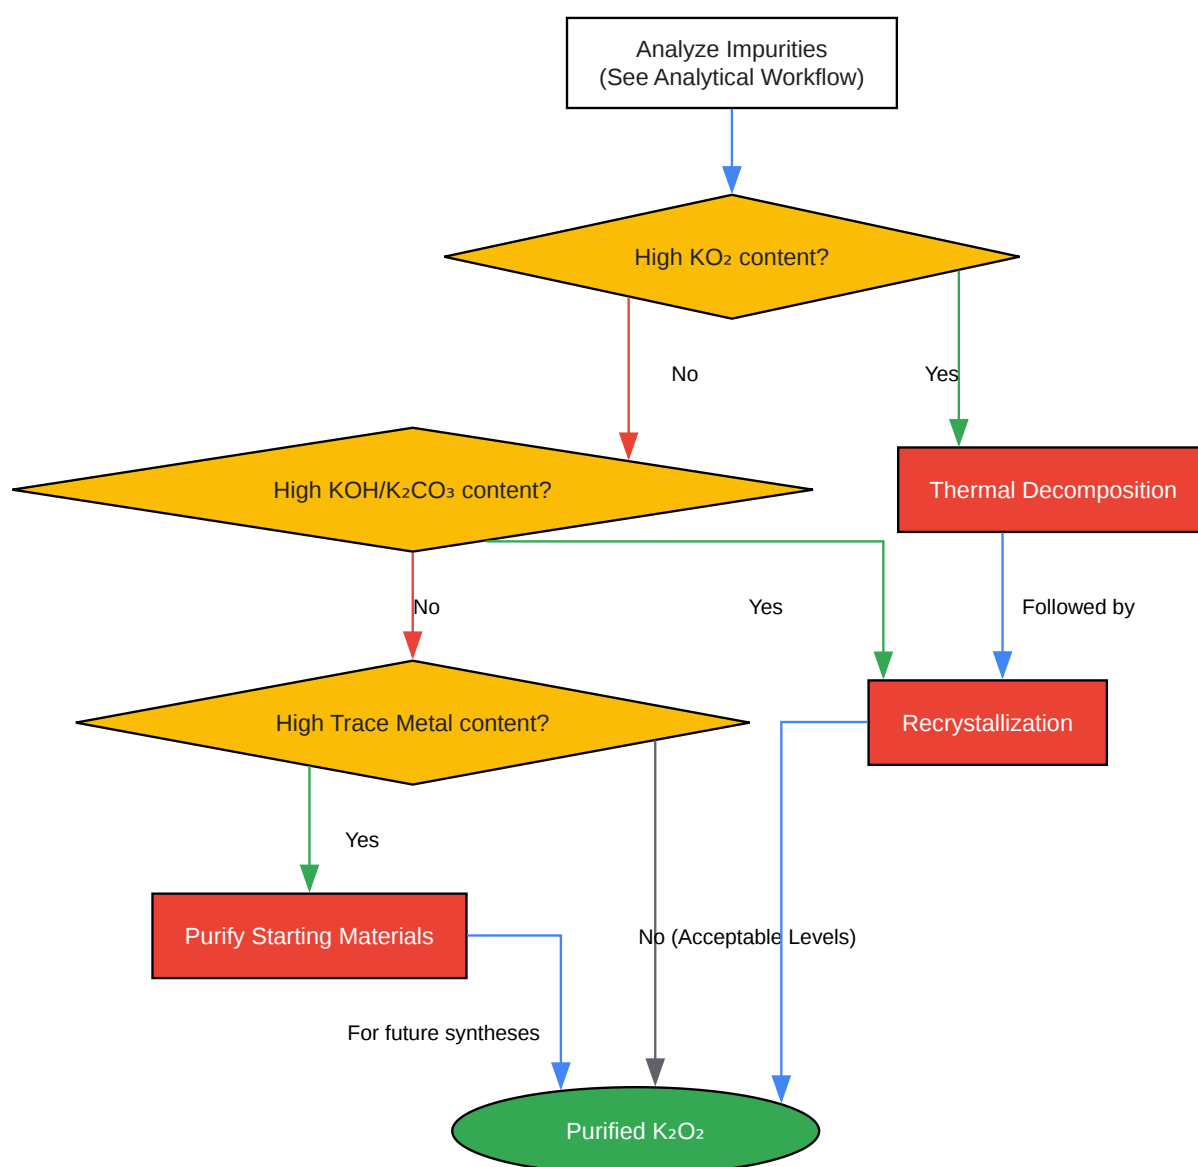 Analyze Impurities
(See Analytical Workflow)
High KO₂ content?
No
Yes
High KOH/K₂CO₃ content?
Thermal Decomposition
No
Yes
Followed by
High Trace Metal content?
Recrystallization
Yes
Purify Starting Materials
No (Acceptable Levels)
For future syntheses
Purified K₂O₂